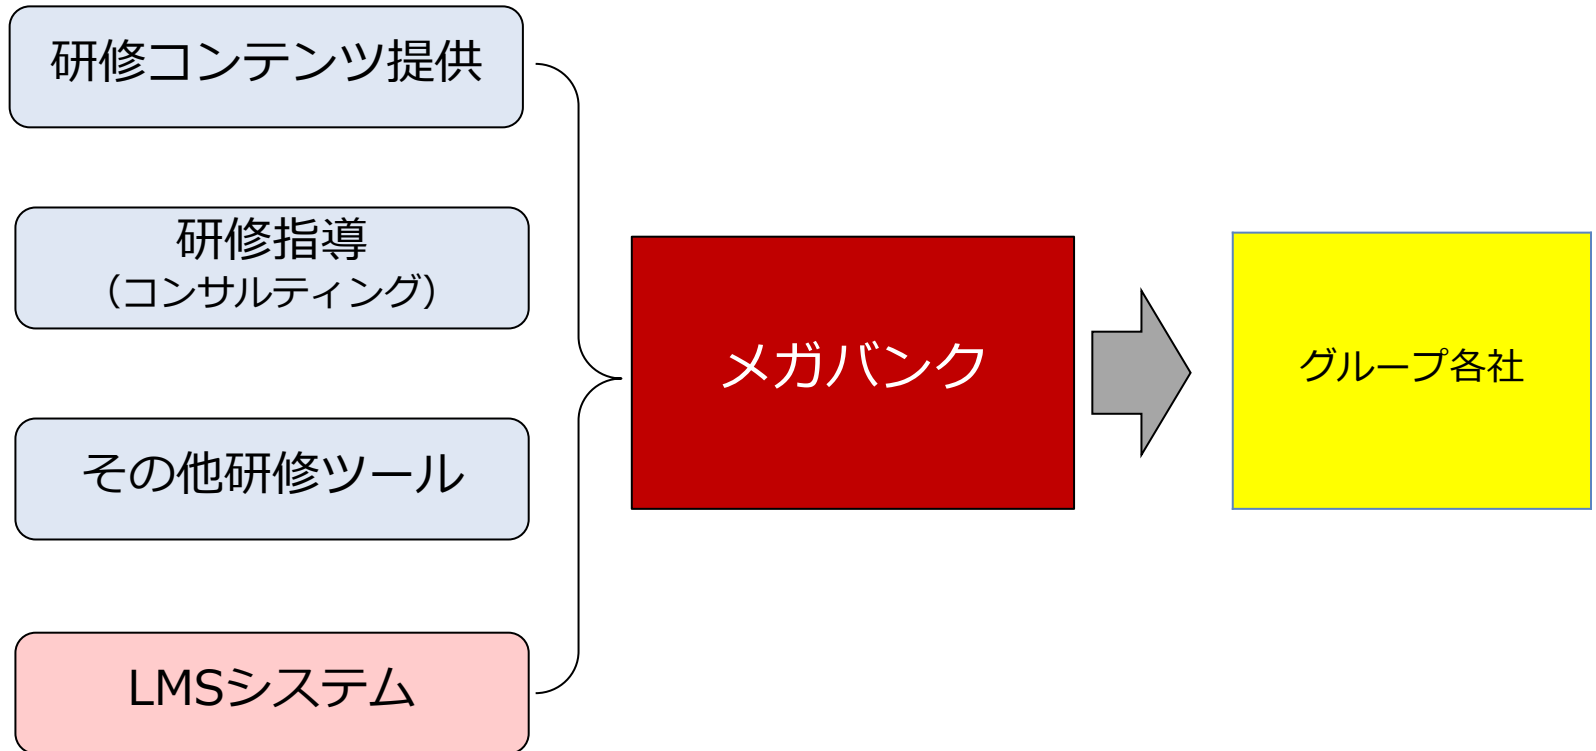 研修コンテンツ提供
研修指導
（コンサルティング）
その他研修ツール
LMSシステム
メガバンク
グループ各社